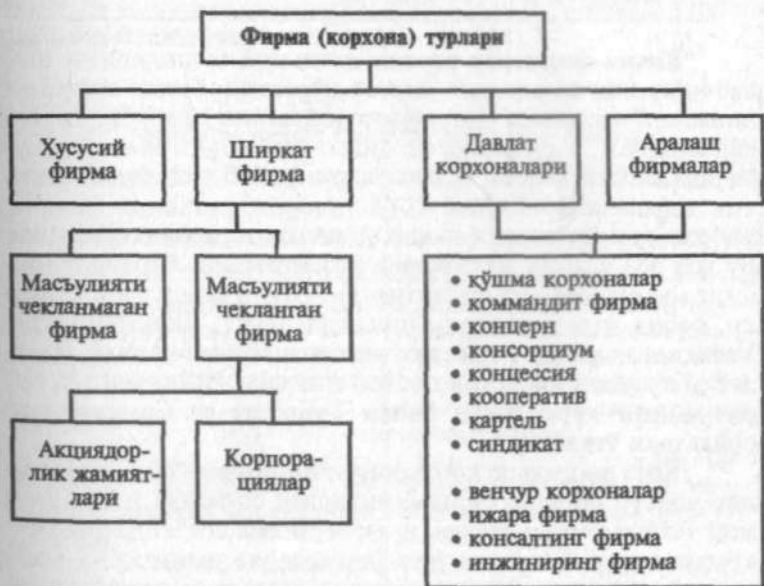 Фирма (корхона) турлари
Хусусий
фирма
Ширкат
фирма
Давлат
корхоналари
Аралаш
фирмалар
Масъулияти
чекланмаган
фирма
Масъулияти
чекланган
фирма
Акциядор-
лик жамият-
лари
Корпора-
циялар
• қўшма корхоналар
• коммандит фирма
• концерн
• консорциум
• концессия
• кооператив
• картель
• синдикат
• венчур корхоналар
• ижара фирма
• консалтинг фирма
• инжиниринг фирма